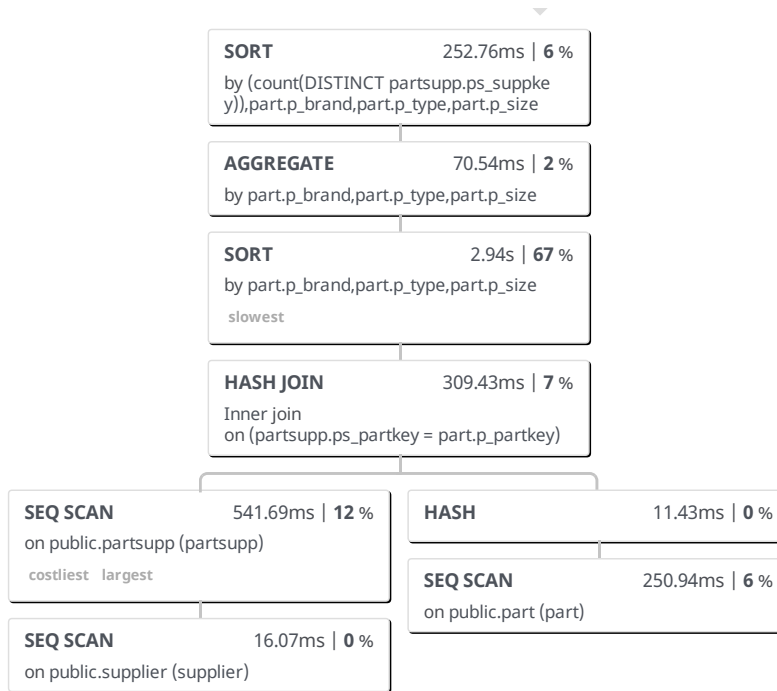 SORT 252.76ms | 6 %
by (count(DISTINCT partsupp.ps_suppke
y)),part.p_brand,part.p_type,part.p_size
AGGREGATE 70.54ms | 2 %
by part.p_brand,part.p_type,part.p_size
SORT 2.94s | 67 %
by part.p_brand,part.p_type,part.p_size
slowest
HASH JOIN 309.43ms | 7 %
Inner join
on (partsupp.ps_partkey = part.p_partkey)
SEQ SCAN 541.69ms | 12 %
on public.partsupp (partsupp)
costliest largest
SEQ SCAN 16.07ms | 0 %
on public.supplier (supplier)
HASH 11.43ms | 0 %
SEQ SCAN 250.94ms | 6 %
on public.part (part)